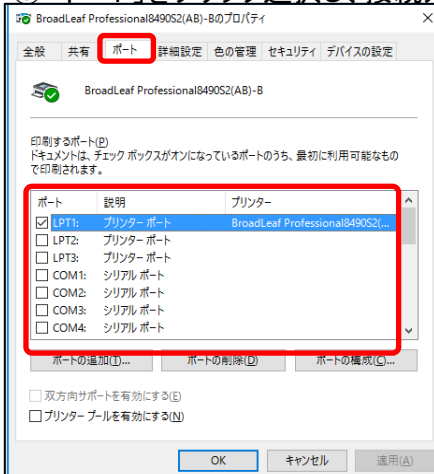 BroadLeaf Professional8490S2(AB)-Bのプロパティ
全般 共有 ポート 詳細設定 色の管理 セキュリティ デバイスの設定
BroadLeaf Professional8490S2(AB)-B
印刷するポート(P)
ドキュメントは、チェック ボックスがオンになっているポートのうち、最初に利用可能なもの
で印刷されます。
ポート 説明 プリンター
LPT1: プリンター ポート BroadLeaf Professional8490S2(...
LPT2: プリンター ポート
LPT3: プリンター ポート
COM1: シリアル ポート
COM2: シリアル ポート
COM3: シリアル ポート
COM4: シリアル ポート
ポートの追加(T)... ポートの削除(D) ポートの構成(C)...
双方向サポートを有効にする(E)
プリンター プールを有効にする(N)
OK キャンセル 適用(A)